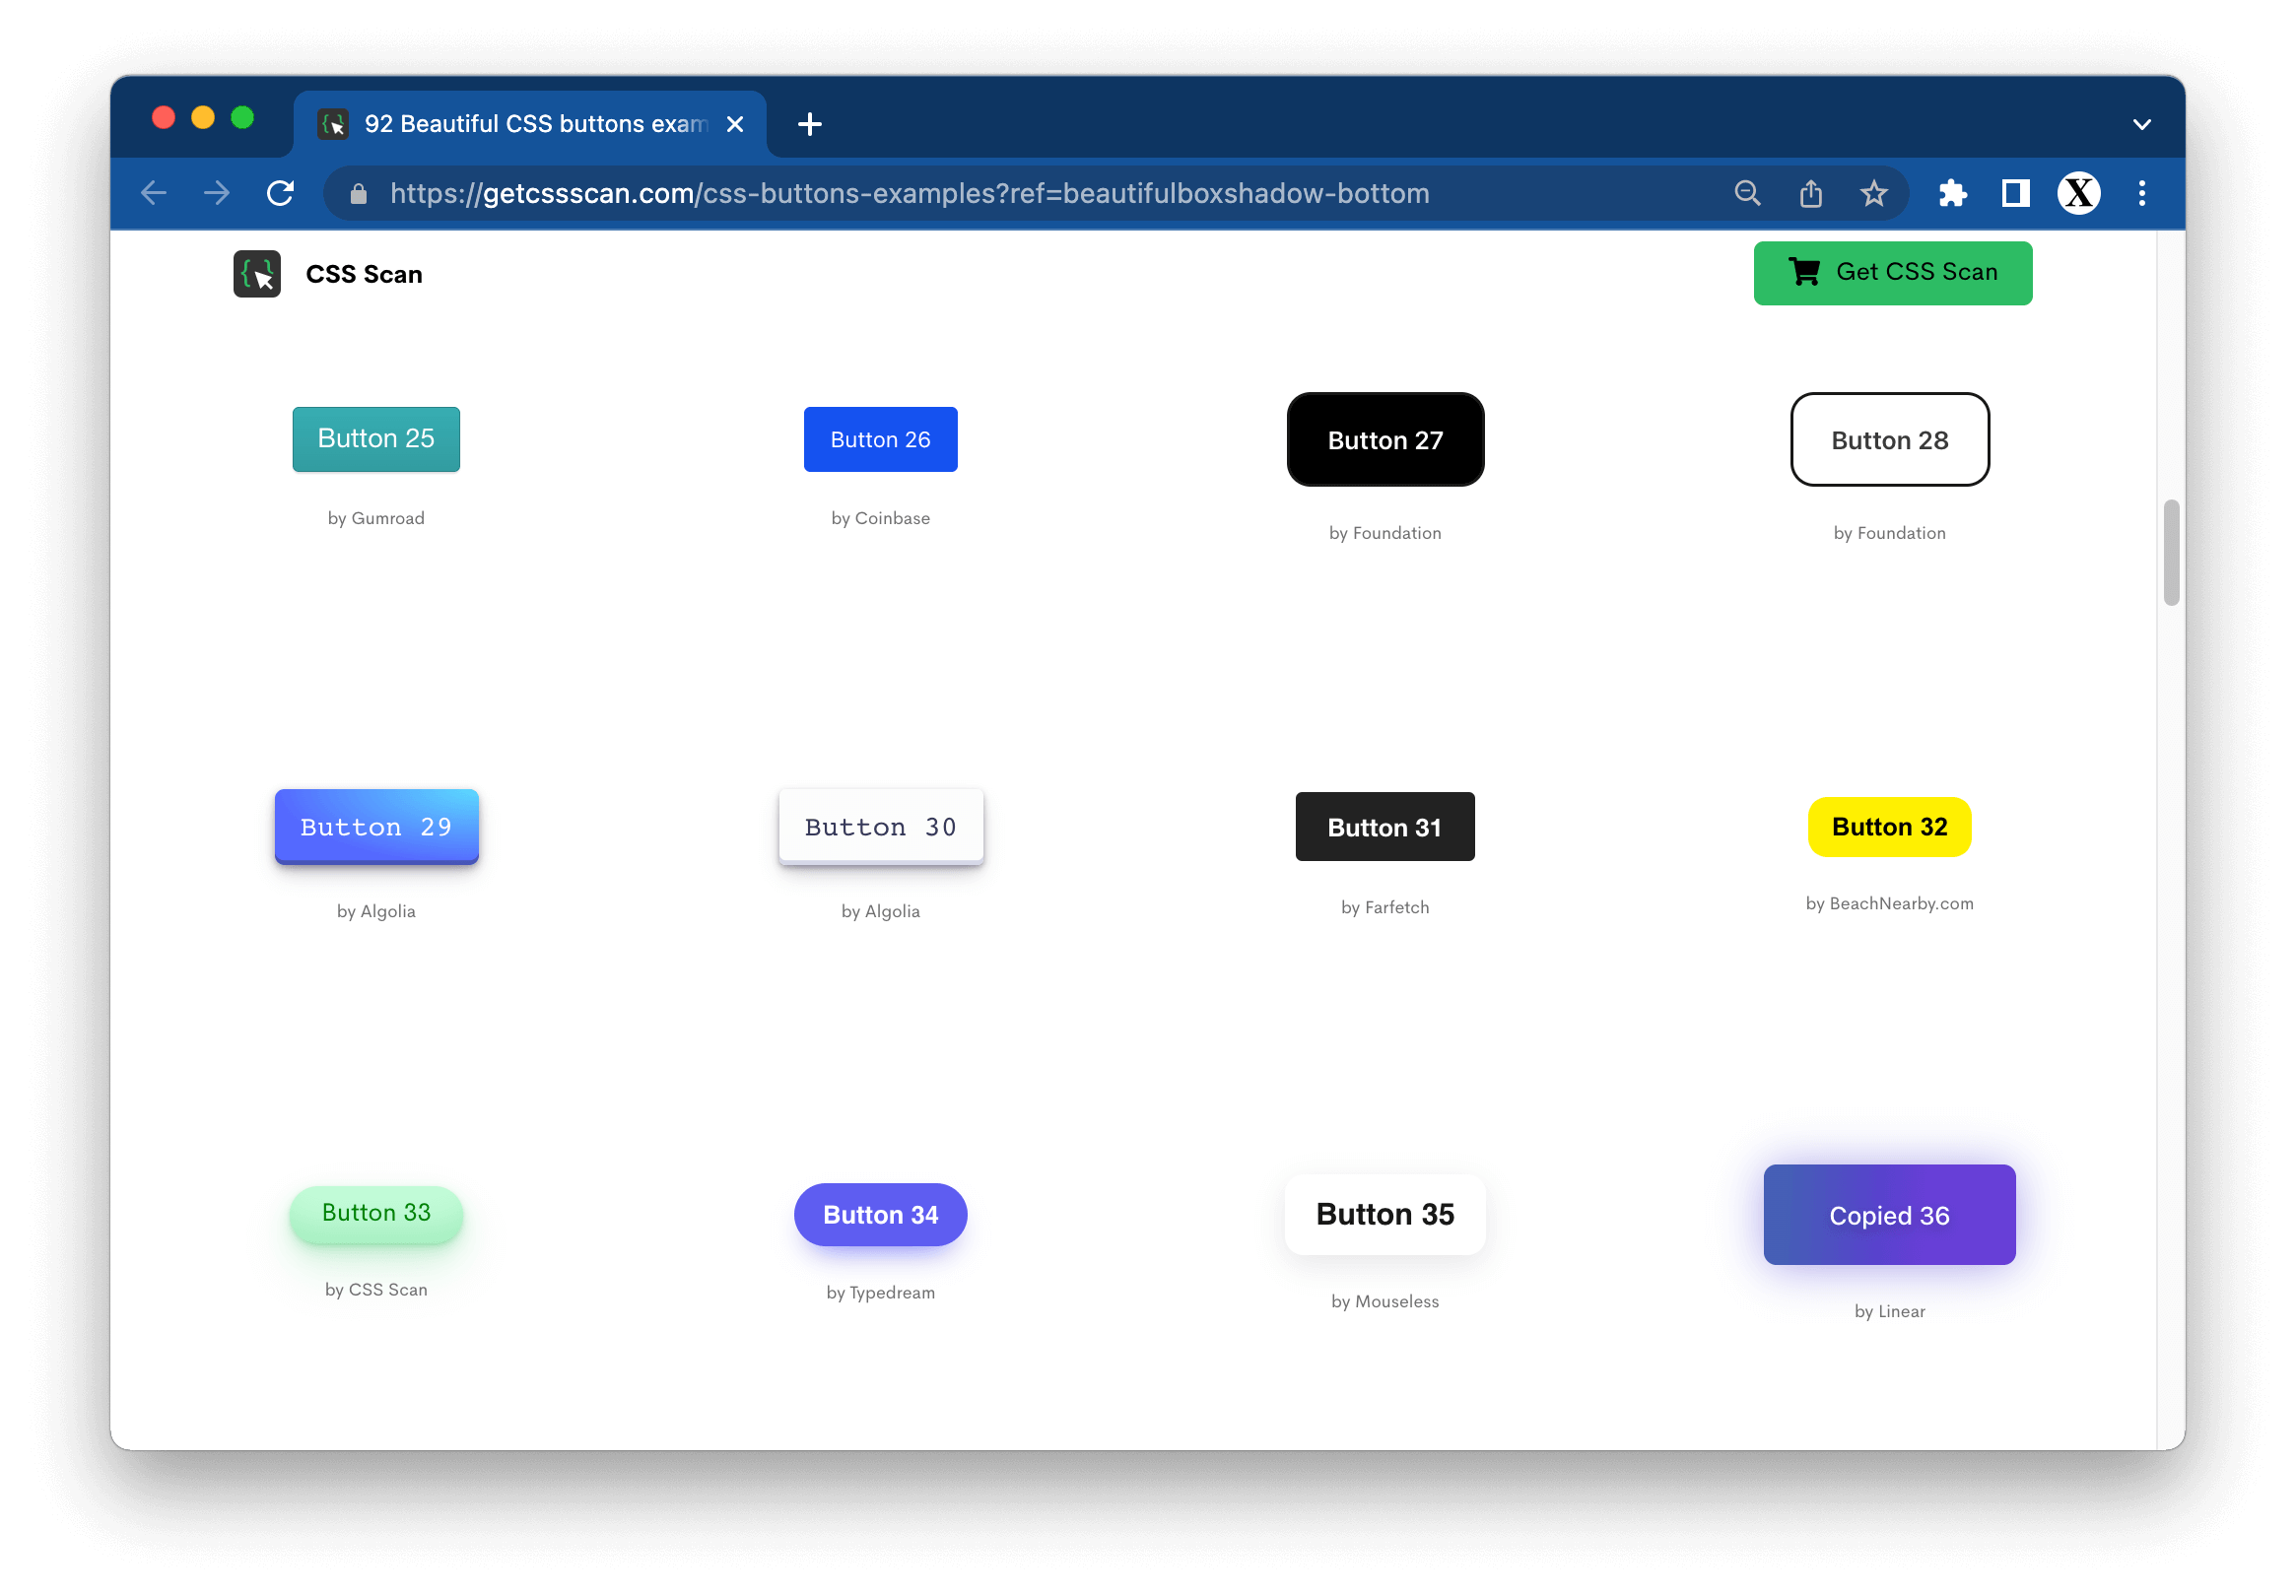 92 Beautiful CSS buttons exam
https://getcssscan.com/css-buttons-examples?ref=beautifulboxshadow-bottom
X
{ }
CSS Scan
Get CSS Scan
Button 25
Button 26
Button 27
Button 28
by Gumroad
by Coinbase
by Foundation
by Foundation
Button 29
Button 30
Button 31
Button 32
by Algolia
by Algolia
by Farfetch
by BeachNearby.com
Button 33
Button 34
Button 35
Copied 36
by CSS Scan
by Typedream
by Mouseless
by Linear